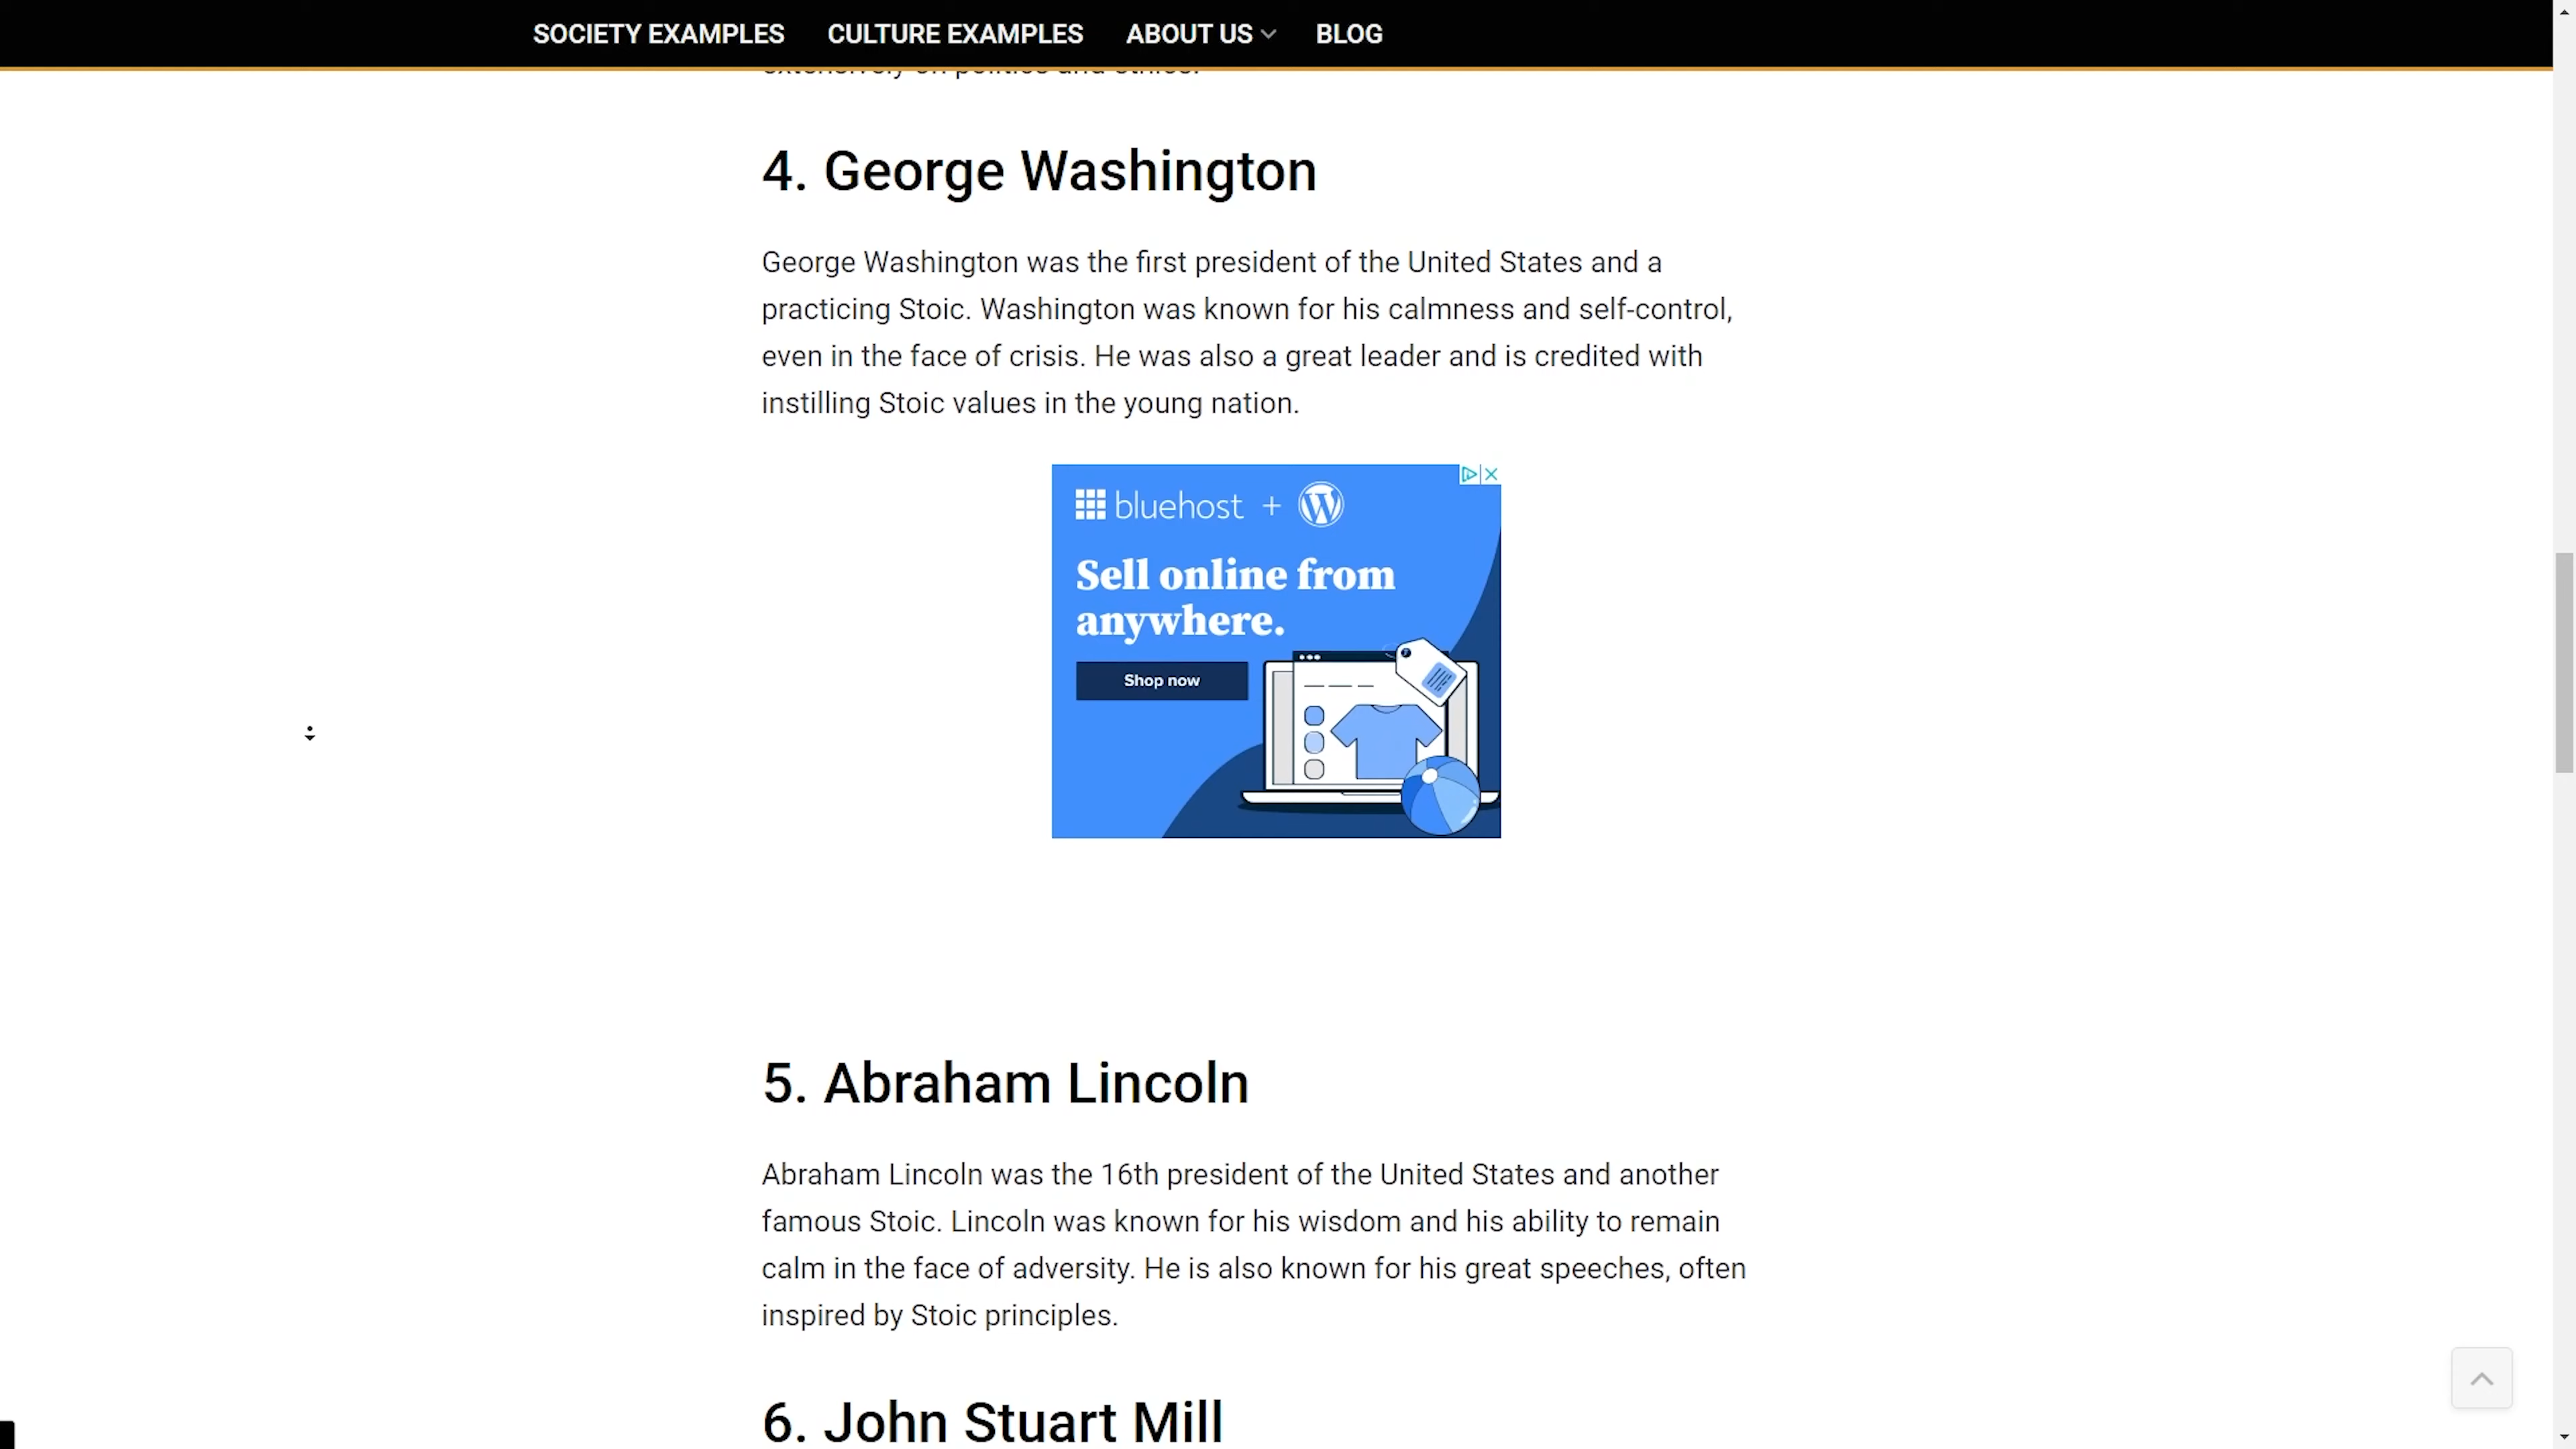 SOCIETY EXAMPLES CULTURE EXAMPLES ABOUT US BLOG
extensively on politics and ethics.
4. George Washington
George Washington was the first president of the United States and a
practicing Stoic. Washington was known for his calmness and self-control,
even in the face of crisis. He was also a great leader and is credited with
instilling Stoic values in the young nation.
bluehost +
Sell online from
anywhere.
Shop now
5. Abraham Lincoln
Abraham Lincoln was the 16th president of the United States and another
famous Stoic. Lincoln was known for his wisdom and his ability to remain
calm in the face of adversity. He is also known for his great speeches, often
inspired by Stoic principles.
6. John Stuart Mill